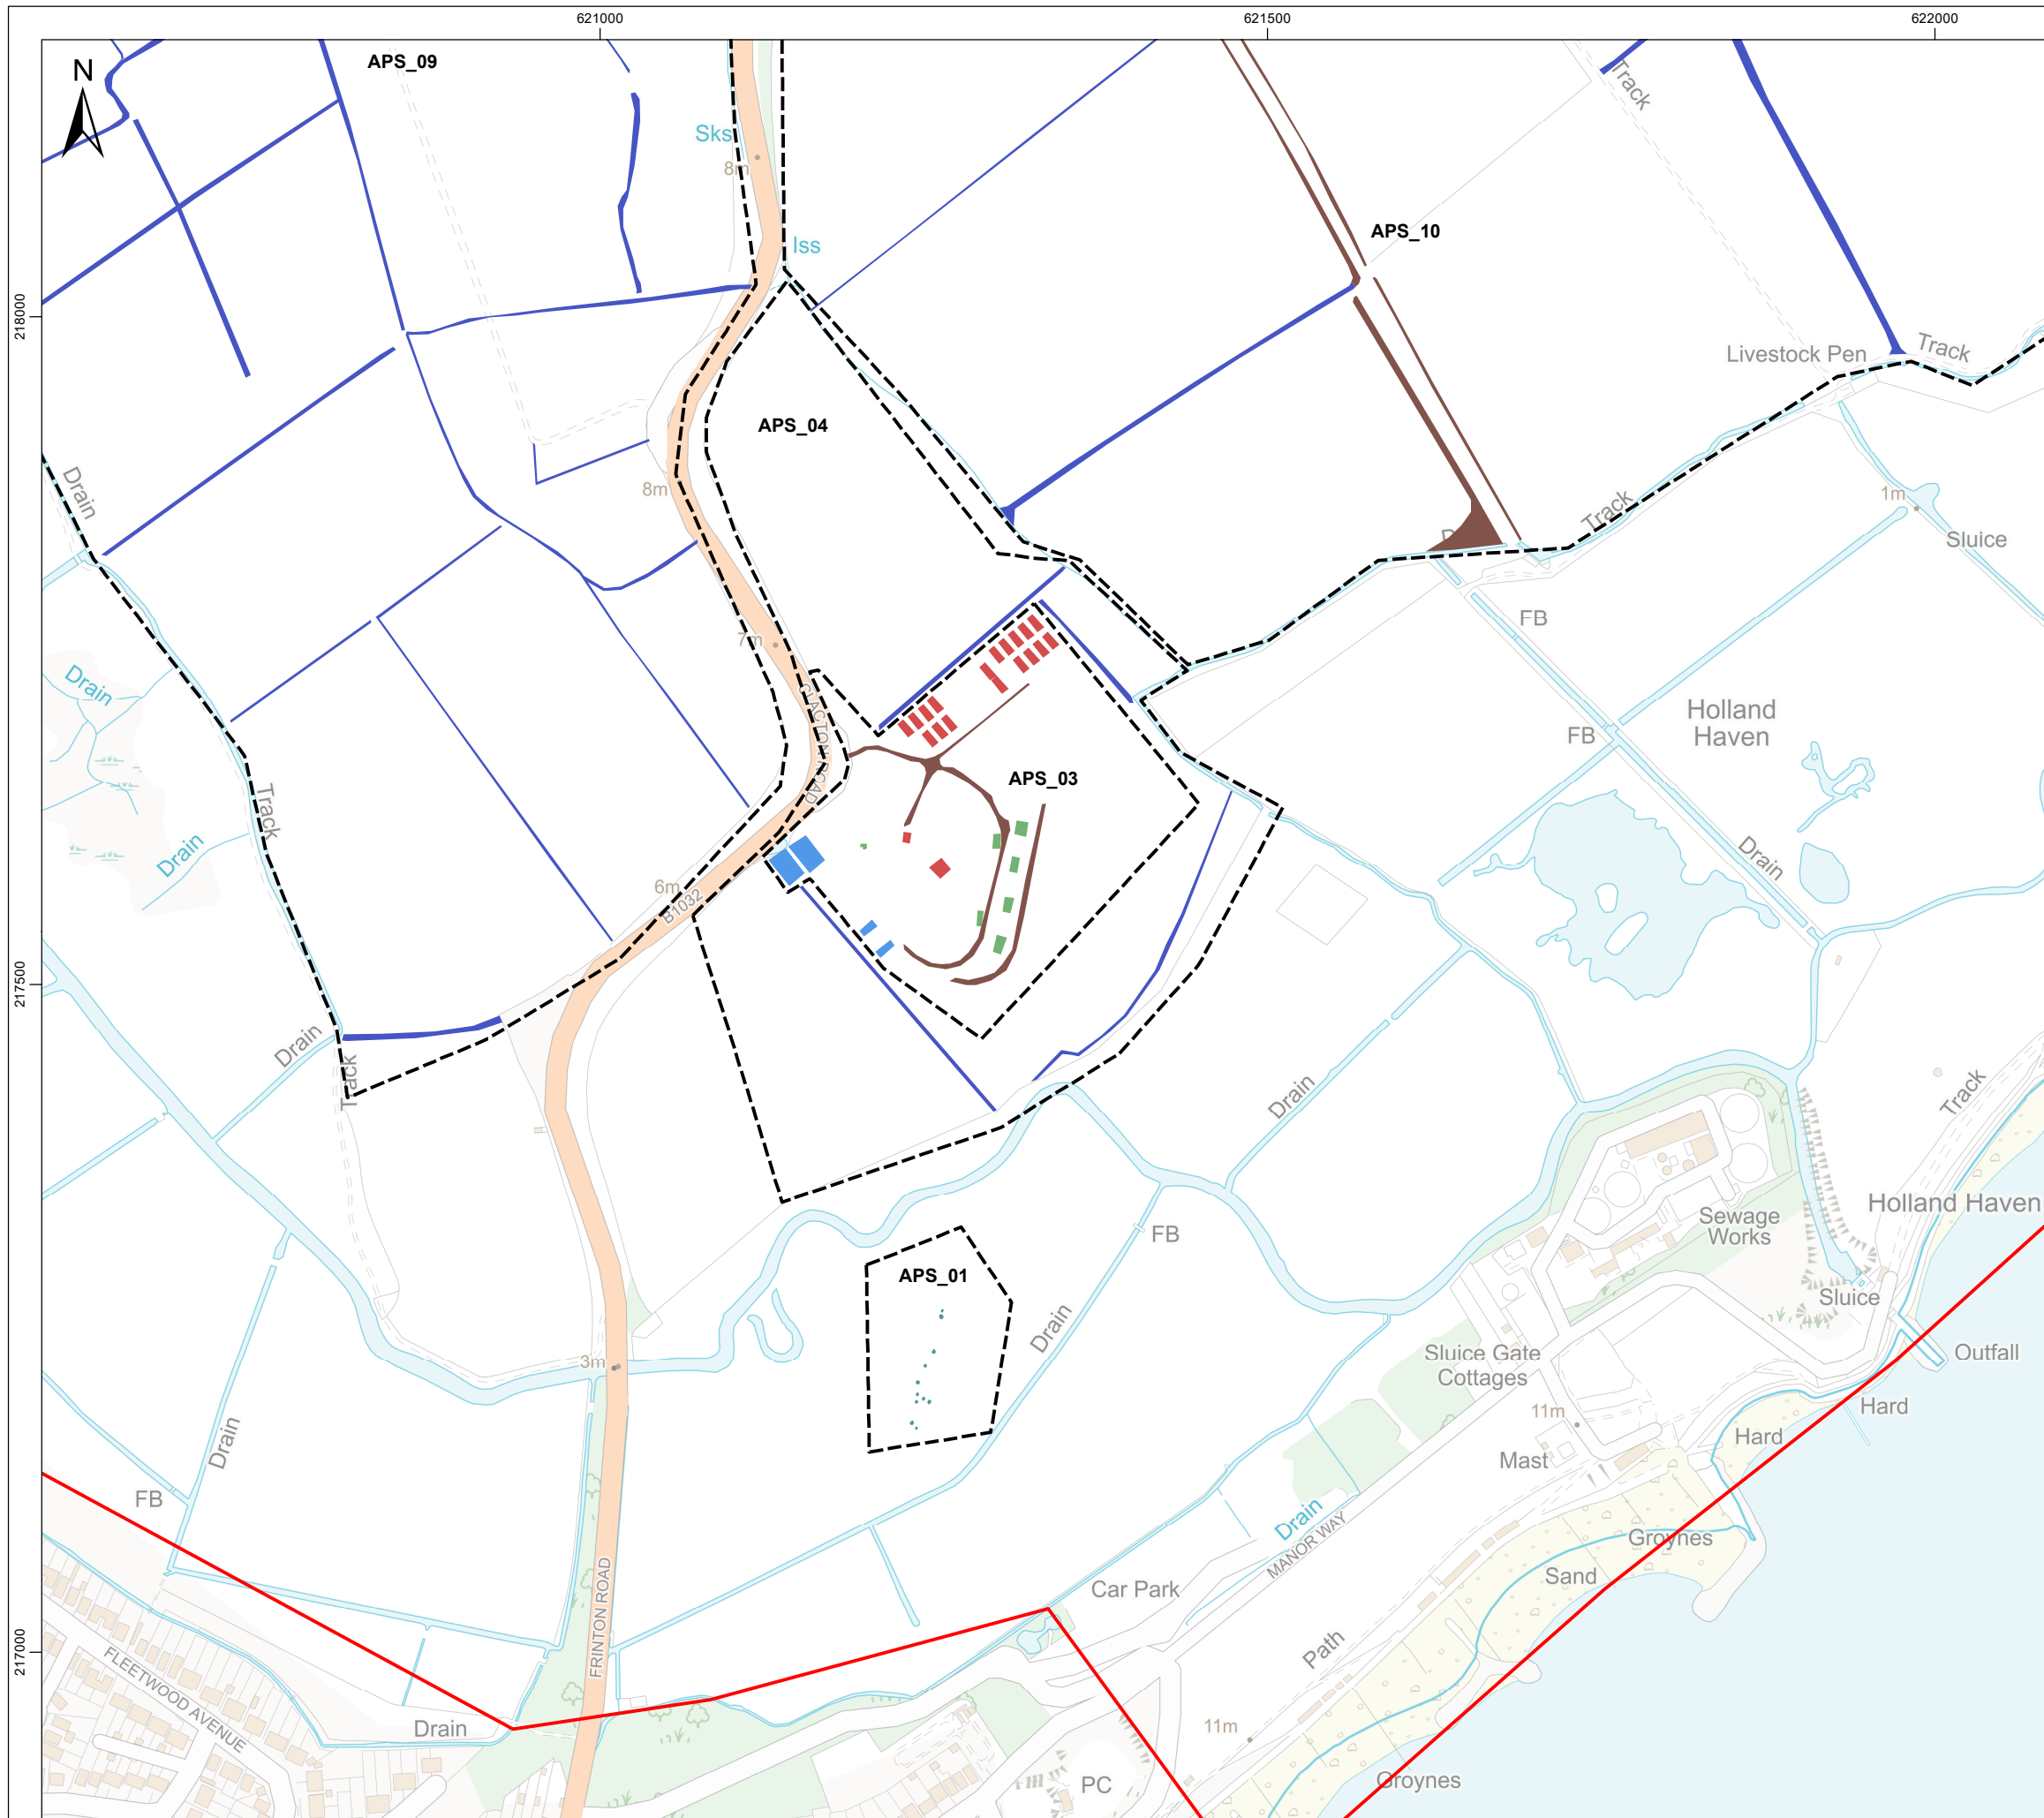 621000
621500
622000
APS_09
N
Track
Sks
8m
APS_10
Iss
218000
Livestock Pen
Track
APS_04
Drain
8m
1m
Track
Sluice
FB
7m
Drain
Holland
Haven
FB
CLACTON ROAD
APS_03
Track
Drain
Drain
6m
B1032
217500
Drain
Track
Drain
Track
Holland Haven
Sewage
Works
FB
APS_01
Sluice
Drain
Sluice Gate
Cottages
Outfall
3m
Hard
11m
Hard
Drain
Mast
FB
Drain
MANOR WAY
Groynes
Sand
Car Park
FRINTON ROAD
Path
217000
FLEETWOOD AVENUE
Drain
11m
PC
Groynes